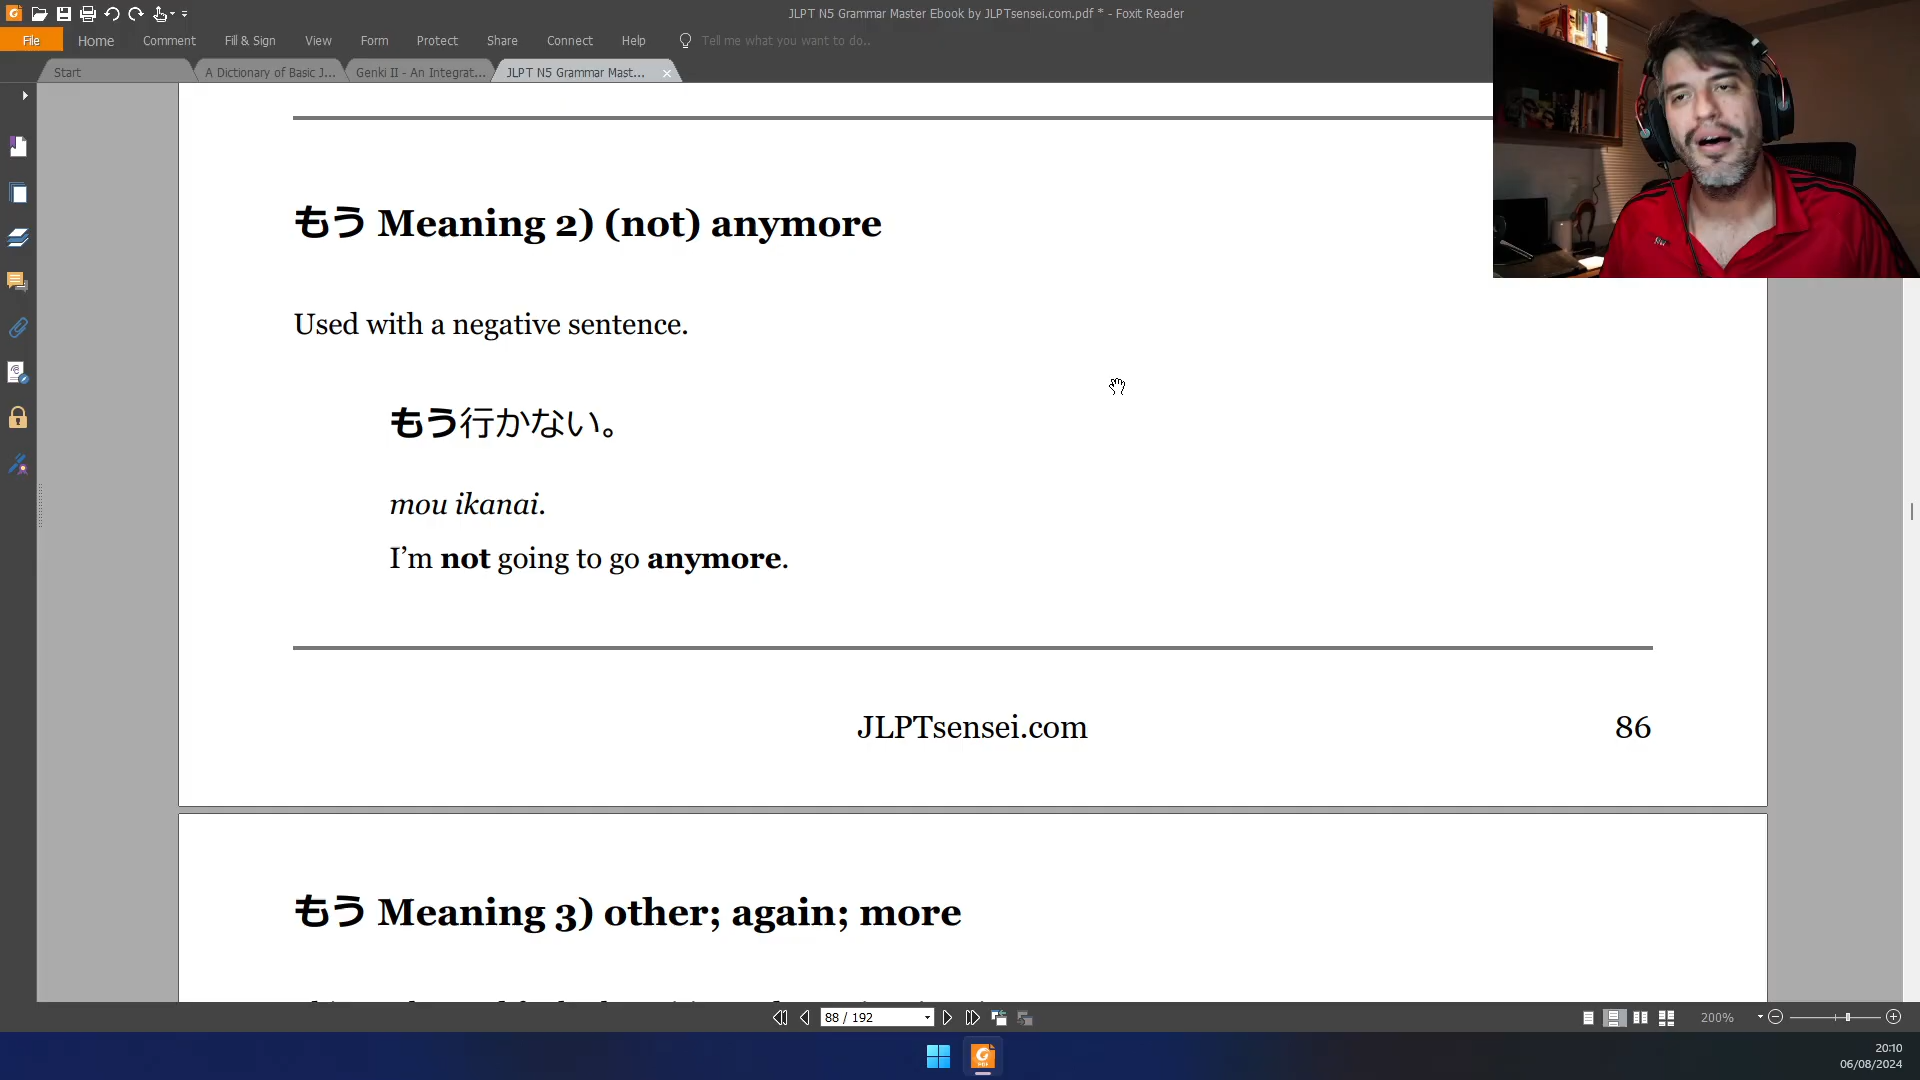 JLPT N5 Grammar Master Ebook by JLPTsensei.com.pdf * - Foxit Reader
File Home Comment Fill & Sign View Form Protect Share Connect Help Tell me what you want to do..
Start A Dictionary of Basic J... Genki II - An Integrat... JLPT N5 Grammar Mast...
もう Meaning 2) (not) anymore
Used with a negative sentence.
もう行かない。
mou ikanai.
I’m not going to go anymore.
JLPTsensei.com 86
もう Meaning 3) other; again; more
88 / 192 200%
20:10
06/08/2024